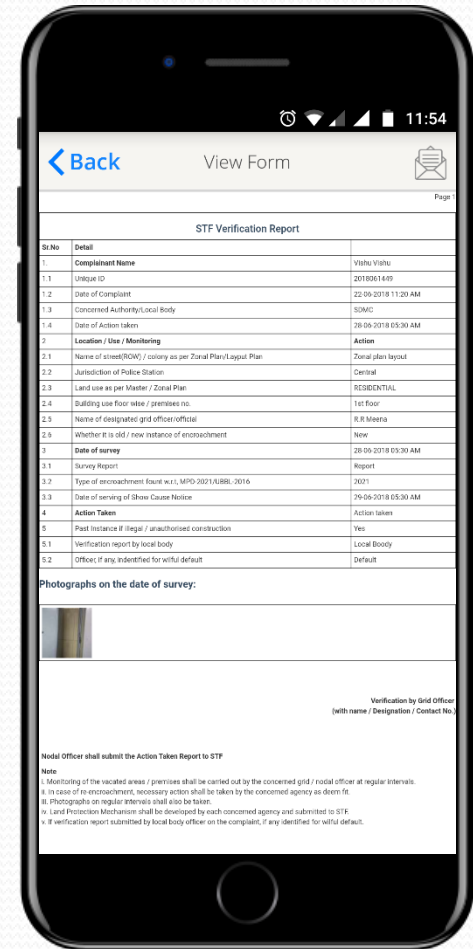 11:54
Back View Form
Page 1
STF Verification Report
Sr.No Detail
1. Complainant Name Vishu Vishu
1.1 Unique ID 2018061449
1.2 Date of Complaint 22-06-2018 11:20 AM
1.3 Concerned Authority/Local Body SDMC
1.4 Date of Action taken 28-06-2018 05:30 AM
2 Location / Use / Monitoring Action
2.1 Name of street(ROW) / colony as per Zonal Plan/Layput Plan Zonal plan layout
2.2 Jurisdiction of Police Station Central
2.3 Land use as per Master / Zonal Plan RESIDENTIAL
2.4 Building use floor wise / premises no. 1st floor
2.5 Name of designated grid officer/official R.R Meena
2.6 Whether it is old / new instance of encroachment New
3 Date of survey 28-06-2018 05:30 AM
3.1 Survey Report Report
3.2 Type of encroachment fount w.r.t, MPD-2021/UBBL-2016 2021
3.3 Date of serving of Show Cause Notice 29-06-2018 05:30 AM
4 Action Taken Action taken
5 Past Instance if illegal / unauthorised construction Yes
5.1 Verification report by local body Local Boody
5.2 Officer, if any, indentified for wilful default Default
Photographs on the date of survey:
Verification by Grid Officer
(with name / Designation / Contact No.)
Nodal Officer shall submit the Action Taken Report to STF
Note
i. Monitoring of the vacated areas / premises shall be carried out by the concerned grid / nodal officer at regular intervals.
ii. In case of re-encroachment, necessary action shall be taken by the concerned agency as deem fit.
iii. Photographs on regular intervals shall also be taken.
iv. Land Protection Mechanism shall be developed by each concerned agency and submitted to STF.
v. If verification report submitted by local body officer on the complaint, if any identified for wilful default.